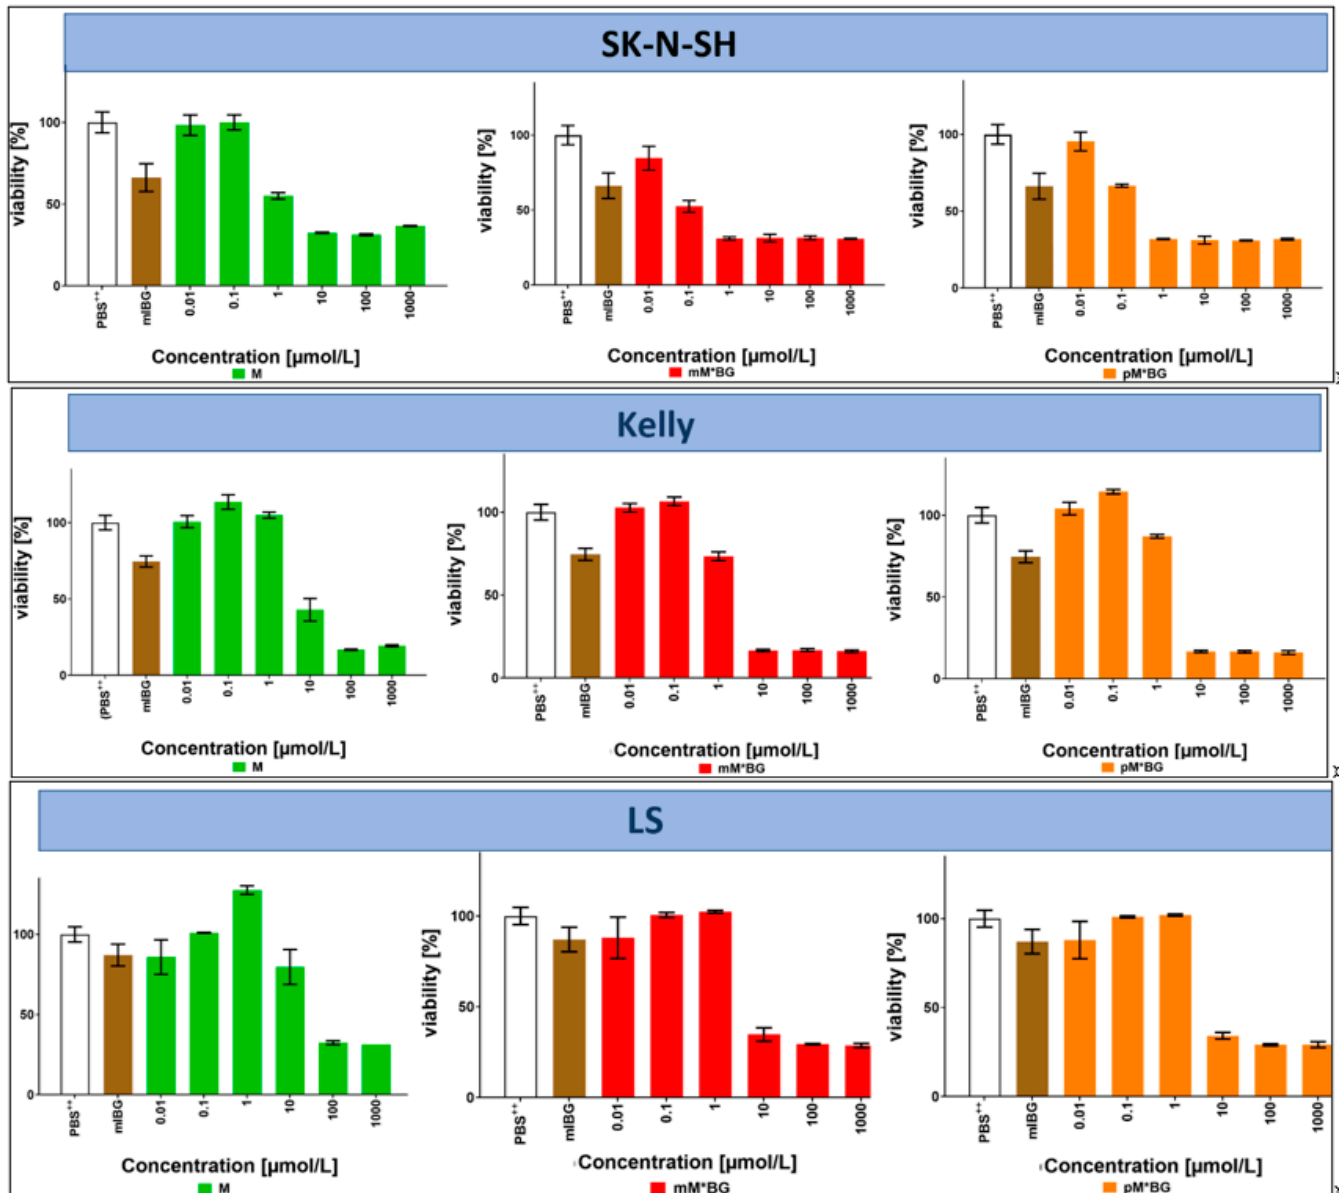 SK-N-SH
viability [%]
100
50
0
PBS++
mIBG
0.01
0.1
1
10
100
1000
Concentration [µmol/L]
M
viability [%]
100
50
0
PBS++
mIBG
0.01
0.1
1
10
100
1000
Concentration [µmol/L]
mM*BG
viability [%]
100
50
0
PBS++
mIBG
0.01
0.1
1
10
100
1000
Concentration [µmol/L]
pM*BG
Kelly
viability [%]
100
50
0
(PBS++
mIBG
0.01
0.1
1
10
100
1000
Concentration [µmol/L]
M
viability [%]
100
50
0
PBS++
mIBG
0.01
0.1
1
10
100
1000
Concentration [µmol/L]
mM*BG
viability [%]
100
50
0
PBS++
mIBG
0.01
0.1
1
10
100
1000
Concentration [µmol/L]
pM*BG
LS
viability [%]
100
50
0
PBS++
mIBG
0.01
0.1
1
10
100
1000
Concentration [µmol/L]
M
viability [%]
100
50
0
PBS++
mIBG
0.01
0.1
1
10
100
1000
Concentration [µmol/L]
mM*BG
viability [%]
100
50
0
PBS++
mIBG
0.01
0.1
1
10
1000
1000
Concentration [µmol/L]
pM*BG